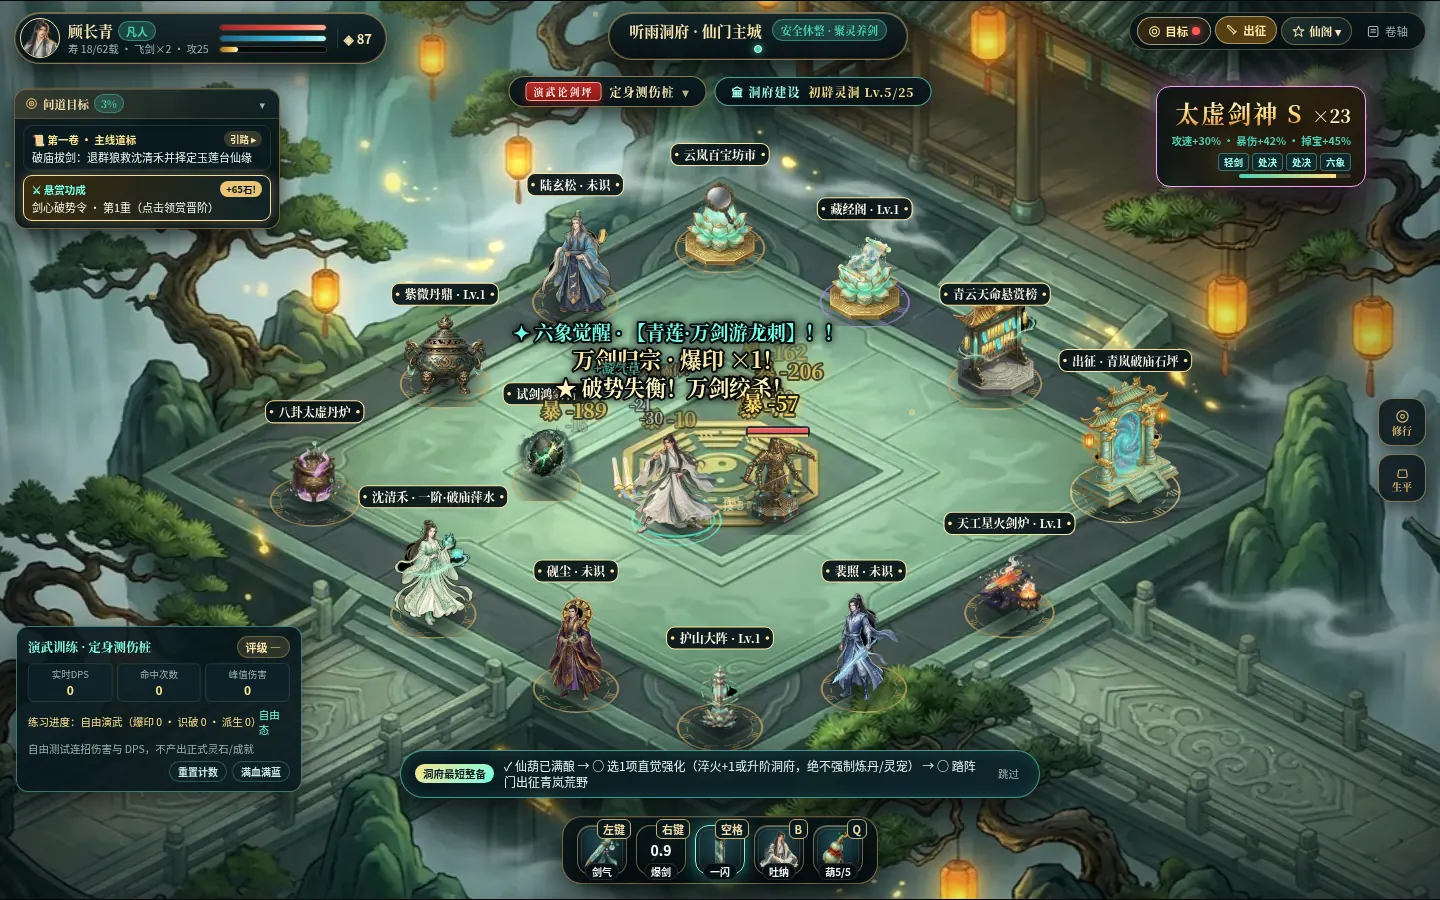 顾长青 凡人
寿 18/62载 · 飞剑×2 · 攻25
◈ 87
听雨洞府 · 仙门主城 安全休整 · 聚灵养剑
目标 出征 仙阁 ▾ 卷轴
演武论剑坪 定身测伤桩 ▾
洞府建设 初辟灵洞 Lv.5/25
问道目标 3% ▾
第一卷 · 主线道标 引路 ▸
破庙拔剑：退群狼救沈清禾并择定玉莲台仙缘
悬赏功成 +65石!
剑心破势令 · 第1重（点击领赏晋阶）
太虚剑神 S ×23
攻速+30% · 暴伤+42% · 掉宝+45%
轻剑 处决 处决 六象
• 云岚百宝坊市 •
• 陆玄松 · 未识 •
• 藏经阁 · Lv.1 •
• 紫微丹鼎 · Lv.1 •
• 青云天命悬赏榜 •
✦ 六象觉醒 · 【青莲·万剑游龙刺】！！
万剑归宗 · 爆印 ×1!
-206
• 出征 · 青岚破庙石坪 •
★ 破势失衡！万剑绞杀!
• 八卦太虚丹炉 •
暴 -189
-30 -10
暴 -57
修行
生平
• 沈清禾 · 一阶·破庙萍水 •
• 天工星火剑炉 · Lv.1 •
• 砚尘 · 未识 •
• 裴照 · 未识 •
• 护山大阵 · Lv.1 •
演武训练 · 定身测伤桩 评级 —
实时DPS 命中次数 峰值伤害
0 0 0
练习进度：自由演武（爆印 0 · 识破 0 · 派生 0） 自由态
自由测试连招伤害与 DPS，不产出正式灵石/成就
重置计数 满血满蓝
洞府最短整备 ✓ 仙葫已满酿 → ○ 选1项直觉强化（淬火+1或升阶洞府，绝不强制炼丹/灵宠） → ○ 踏阵
门出征青岚荒野
跳过
左键 右键 空格 B Q
0.9
剑气 爆剑 一闪 吐纳 葫5/5